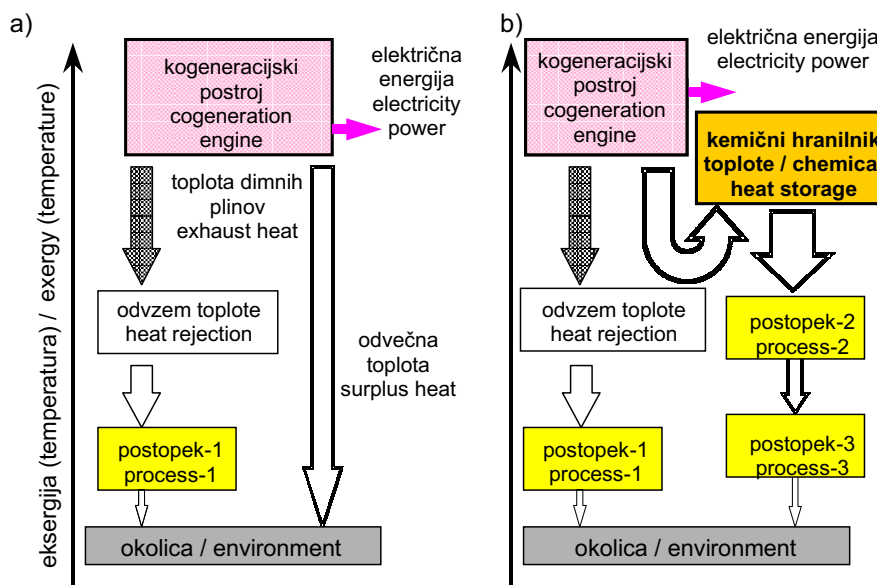 a)
eksergija (temperatura) / exergy (temperature)
kogeneracijski
postroj
cogeneration
engine
električna
energija
electricity
power
toplota dimnih
plinov
exhaust heat
odvzem toplote
heat rejection
odvečna
toplota
surplus heat
postopek-1
process-1
okolica / environment
b)
kogeneracijski
postroj
cogeneration
engine
električna energija
electricity power
kemični hranilnik
toplote / chemica
heat storage
odvzem toplote
heat rejection
postopek-2
process-2
postopek-1
process-1
postopek-3
process-3
okolica / environment